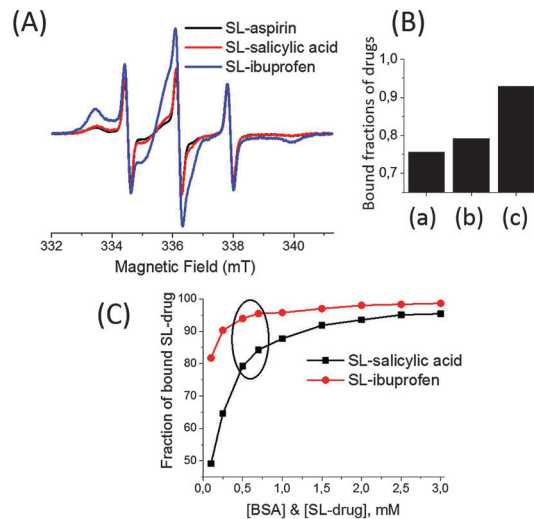 (A)
SL-aspirin
SL-salicylic acid
SL-ibuprofen
332 334 336 338 340
Magnetic Field (mT)
(B)
Bound fractions of drugs
1,0
0,9
0,8
0,7
(a) (b) (c)
(C)
Fraction of bound SL-drug
100
90
80
70
60
50
SL-salicylic acid
SL-ibuprofen
0,0 0,5 1,0 1,5 2,0 2,5 3,0
[BSA] & [SL-drug], mM